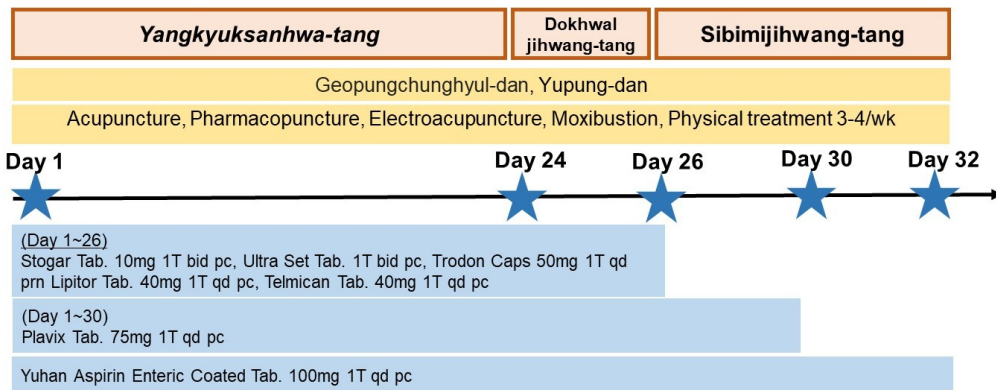 Yangkyuksanhwa-tang
Dokhwal
jihwang-tang
Sibimijihwang-tang
Geopungchunghyul-dan, Yupung-dan
Acupuncture, Pharmacopuncture, Electroacupuncture, Moxibustion, Physical treatment 3-4/wk
Day 1
Day 24
Day 26
Day 30
Day 32
(Day 1~26)
Stogar Tab. 10mg 1T bid pc, Ultra Set Tab. 1T bid pc, Trodon Caps 50mg 1T qd
prn Lipitor Tab. 40mg 1T qd pc, Telmican Tab. 40mg 1T qd pc
(Day 1~30)
Plavix Tab. 75mg 1T qd pc
Yuhan Aspirin Enteric Coated Tab. 100mg 1T qd pc